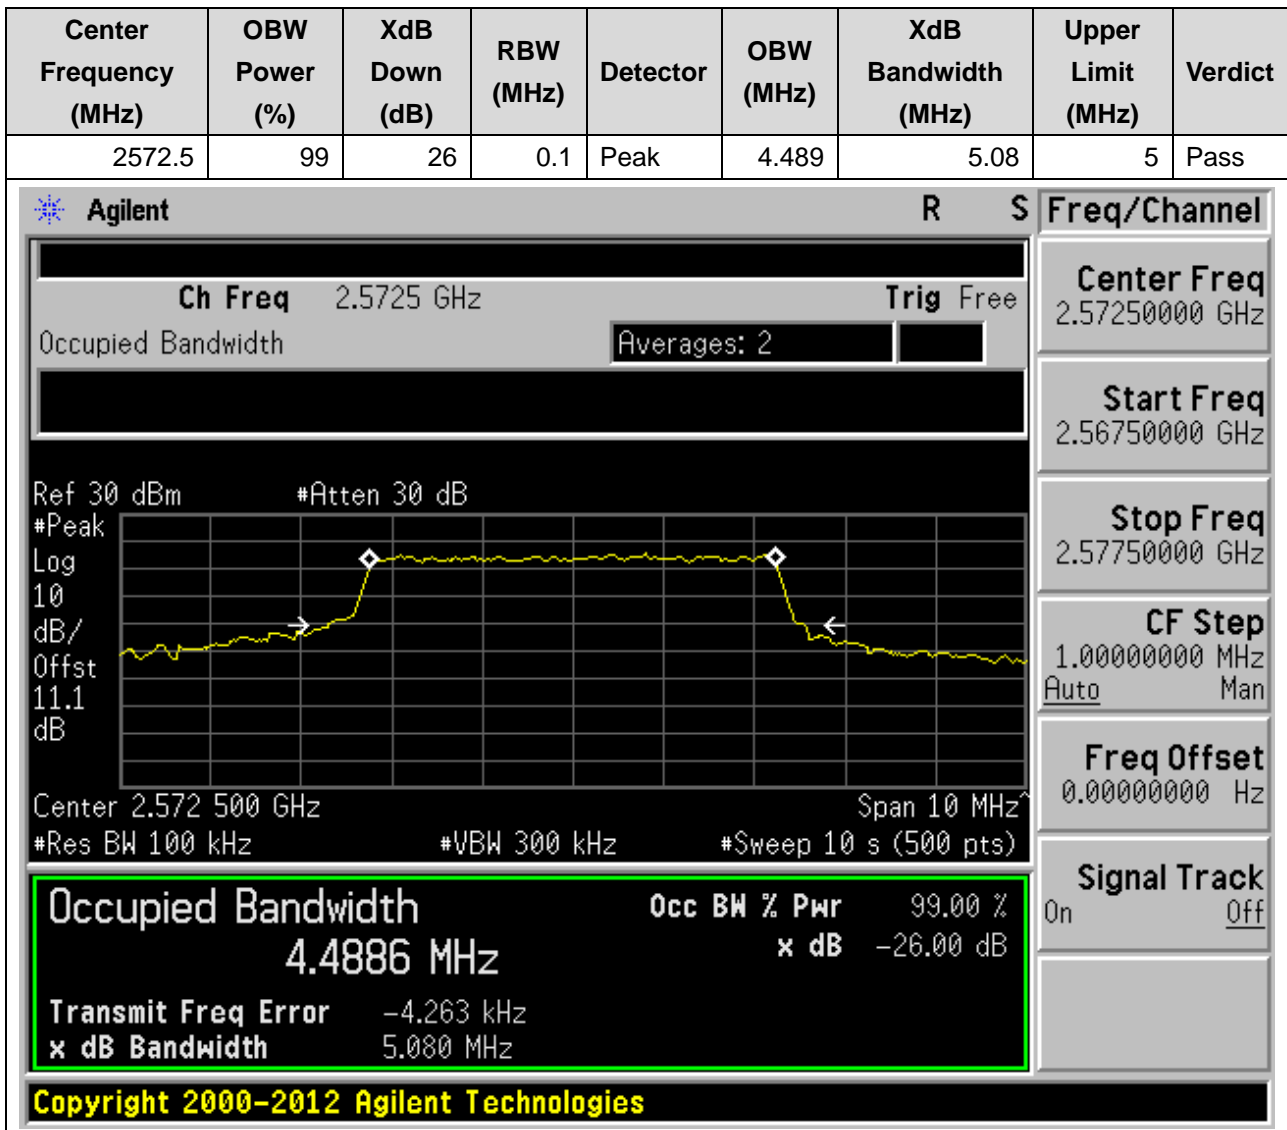 Center Frequency (MHz) OBW Power (%) XdB Down (dB) RBW (MHz) Detector OBW (MHz) XdB Bandwidth (MHz) Upper Limit (MHz) Verdict
2572.5 99 26 0.1 Peak 4.489 5.08 5 Pass
Agilent R S Freq/Channel
Ch Freq 2.5725 GHz Trig Free
Occupied Bandwidth Averages: 2
Center Freq
2.57250000 GHz
Start Freq
2.56750000 GHz
Stop Freq
2.57750000 GHz
CF Step
1.00000000 MHz
Auto Man
Freq Offset
0.00000000 Hz
Signal Track
On Off
Ref 30 dBm #Atten 30 dB
#Peak
Log
10
dB/
Offst
11.1
dB
Center 2.572 500 GHz Span 10 MHz^
#Res BW 100 kHz #VBW 300 kHz #Sweep 10 s (500 pts)
Occupied Bandwidth Occ BW % Pwr 99.00 %
4.4886 MHz x dB -26.00 dB
Transmit Freq Error -4.263 kHz
x dB Bandwidth 5.080 MHz
Copyright 2000-2012 Agilent Technologies